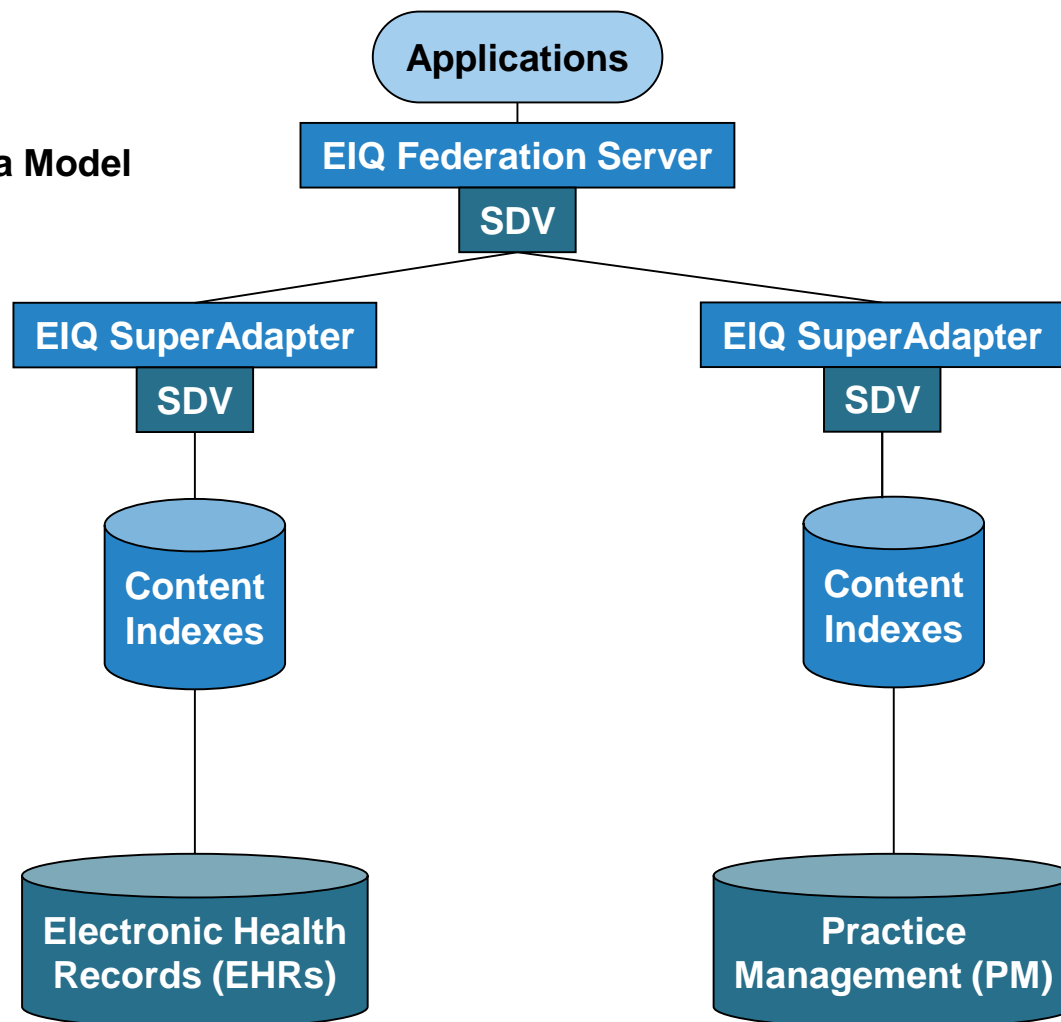 Applications
EIQ Federation Server
a Model
SDV
EIQ SuperAdapter
EIQ SuperAdapter
SDV
SDV
Content
Indexes
Content
Indexes
Electronic Health
Records (EHRs)
Practice
Management (PM)